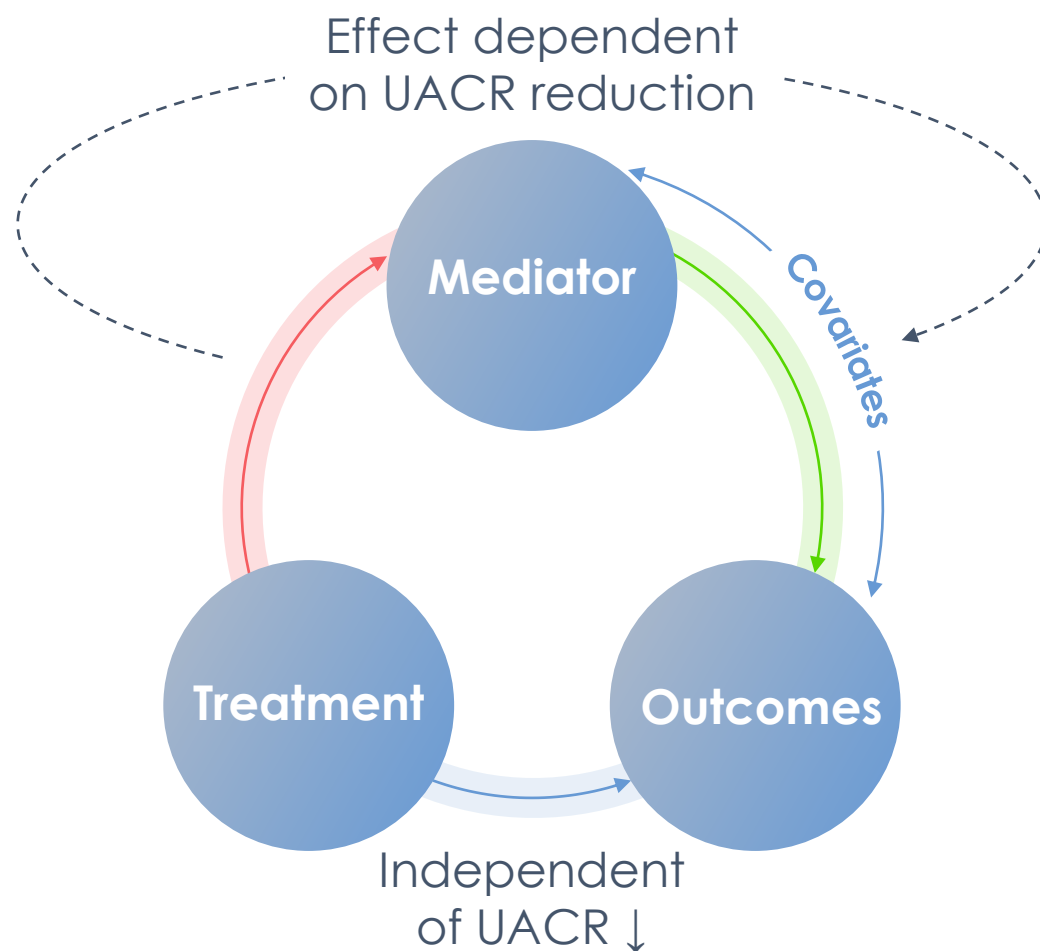 Effect dependent
on UACR reduction
Mediator
Covariates
Treatment
Outcomes
Independent
of UACR ↓